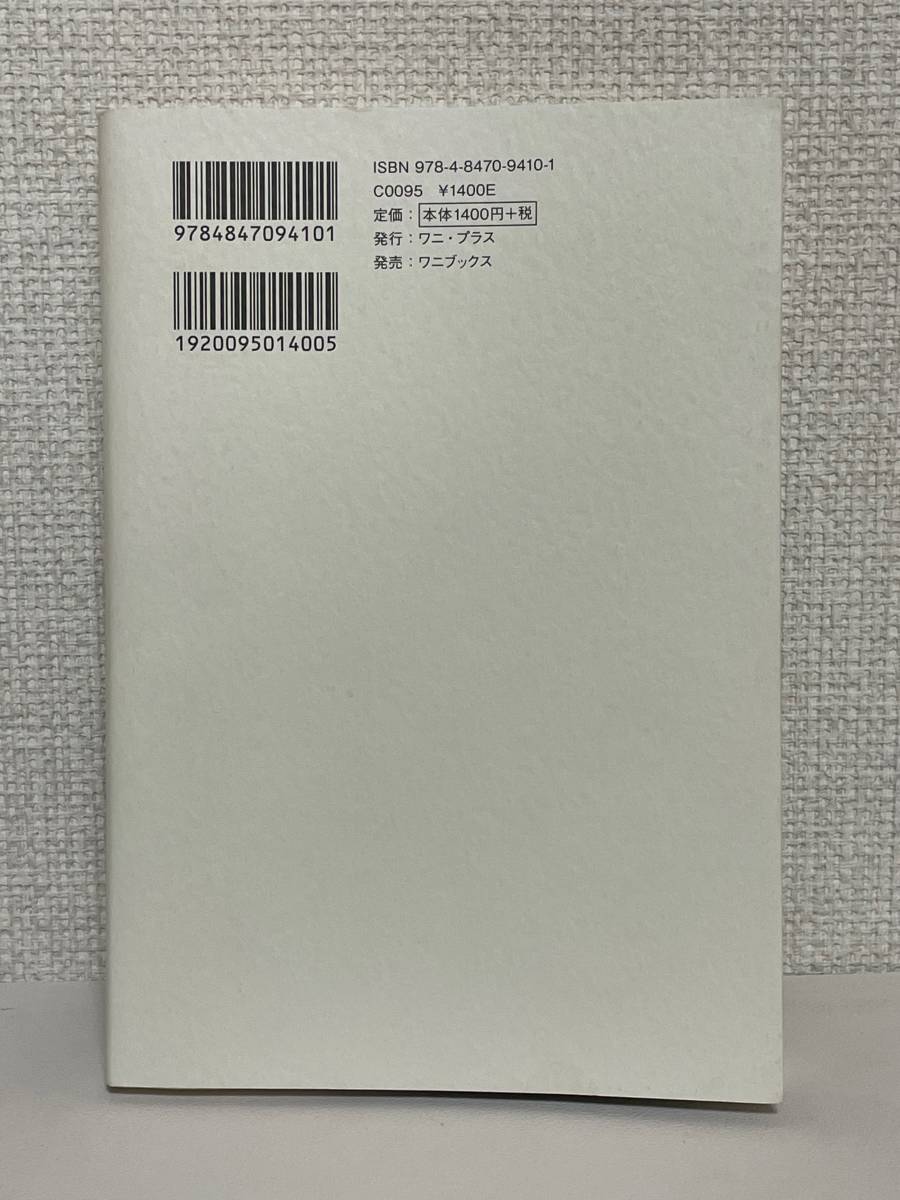 9784847094101
1920095014005
ISBN 978-4-8470-9410-1
C0095 ¥1400E
定価：本体1400円+税
発行：ワニ・プラス
発売：ワニブックス